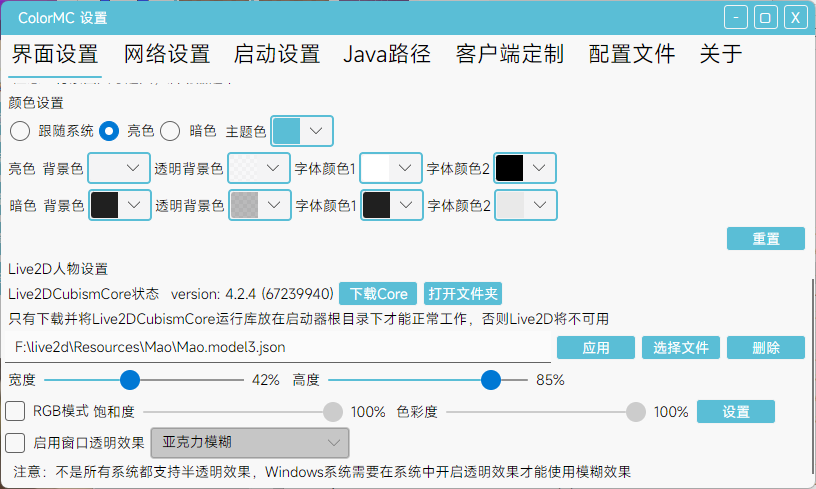 ColorMC 设置
界面设置 网络设置 启动设置 Java路径 客户端定制 配置文件 关于
颜色设置
跟随系统 亮色 暗色 主题色
亮色 背景色 透明背景色 字体颜色1 字体颜色2
暗色 背景色 透明背景色 字体颜色1 字体颜色2
重置
Live2D人物设置
Live2DCubismCore状态 version: 4.2.4 (67239940) 下载Core 打开文件夹
只有下载并将Live2DCubismCore运行库放在启动器根目录下才能正常工作，否则Live2D将不可用
F:\live2d\Resources\Mao\Mao.model3.json 应用 选择文件 删除
宽度 42% 高度 85%
RGB模式 饱和度 100% 色彩度 100% 设置
启用窗口透明效果 亚克力模糊
注意：不是所有系统都支持半透明效果，Windows系统需要在系统中开启透明效果才能使用模糊效果